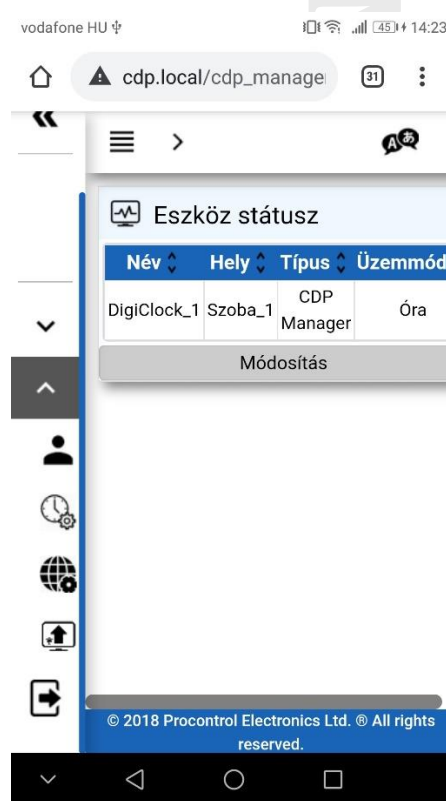 vodafone HU 45 14:23
cdp.local/cdp_manage 31
Eszköz státusz
Név Hely Típus Üzemmód
DigiClock_1 Szoba_1 CDP Manager Óra
Módosítás
© 2018 Procontrol Electronics Ltd. ® All rights
reserved.